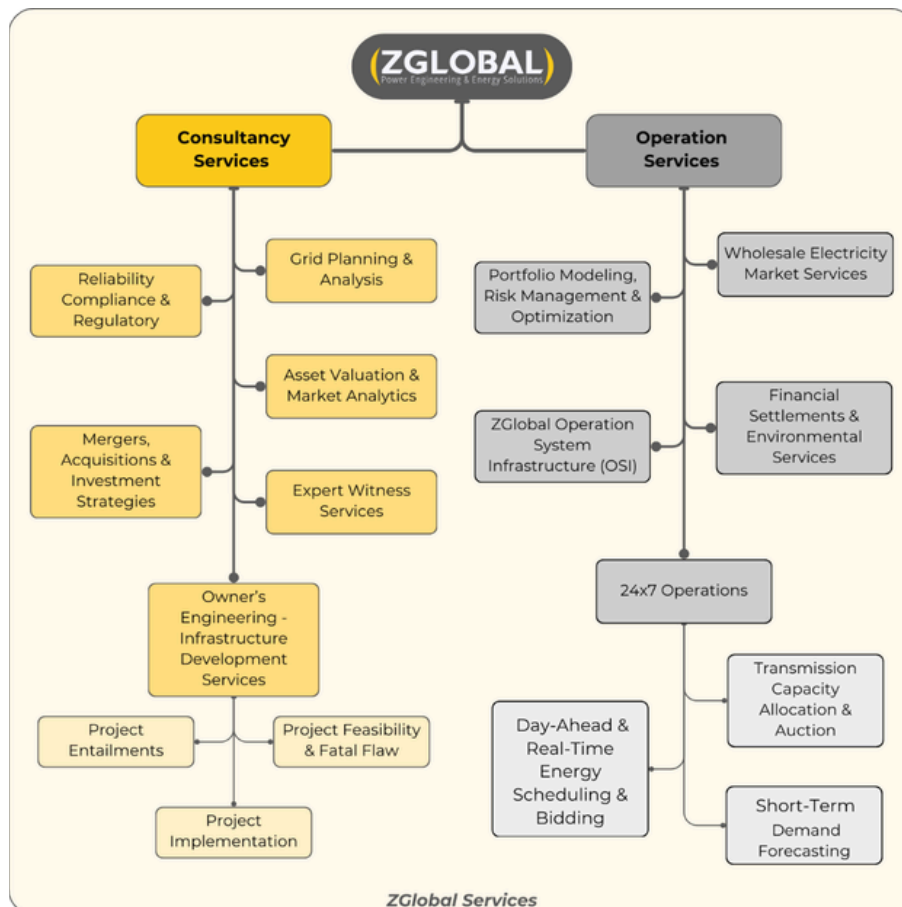 (ZGLOBAL)
Power Engineering & Energy Solutions
Consultancy
Services
Operation
Services
Grid Planning &
Analysis
Reliability
Compliance &
Regulatory
Asset Valuation &
Market Analytics
Mergers,
Acquisitions &
Investment
Strategies
Expert Witness
Services
Owner's
Engineering -
Infrastructure
Development
Services
Project
Entailments
Project Feasibility
& Fatal Flaw
Project
Implementation
Wholesale Electricity
Market Services
Portfolio Modeling,
Risk Management &
Optimization
Financial
Settlements &
Environmental
Services
ZGlobal Operation
System
Infrastructure (OSI)
24x7 Operations
Transmission
Capacity
Allocation &
Auction
Day-Ahead &
Real-Time
Energy
Scheduling &
Bidding
Short-Term
Demand
Forecasting
ZGlobal Services